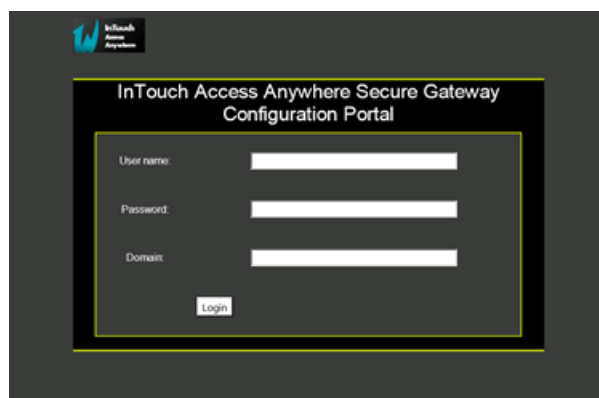 InTouch
Access
Anywhere
InTouch Access Anywhere Secure Gateway
Configuration Portal
User name:
Password:
Domain:
Login